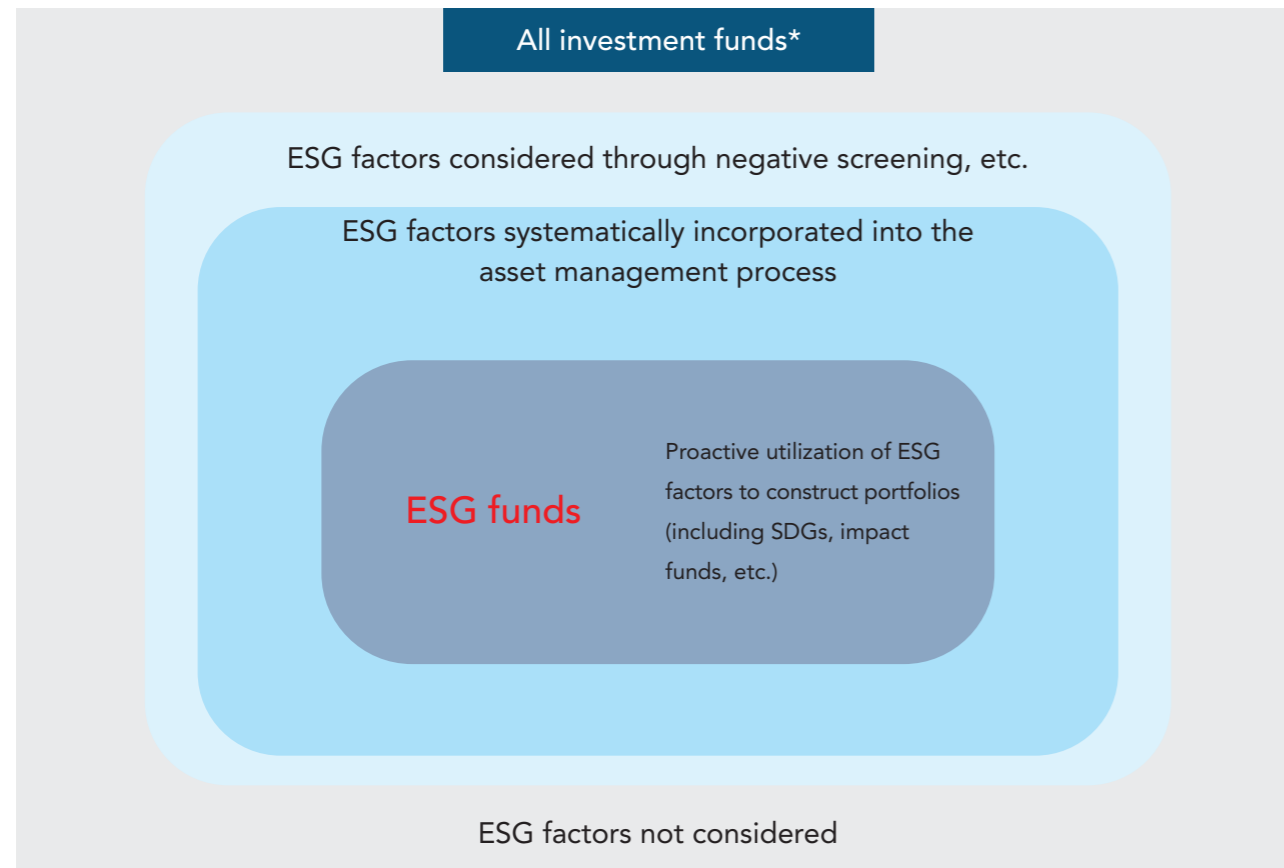 All investment funds*
ESG factors considered through negative screening, etc.
ESG factors systematically incorporated into the
asset management process
ESG funds
Proactive utilization of ESG
factors to construct portfolios
(including SDGs, impact
funds, etc.)
ESG factors not considered